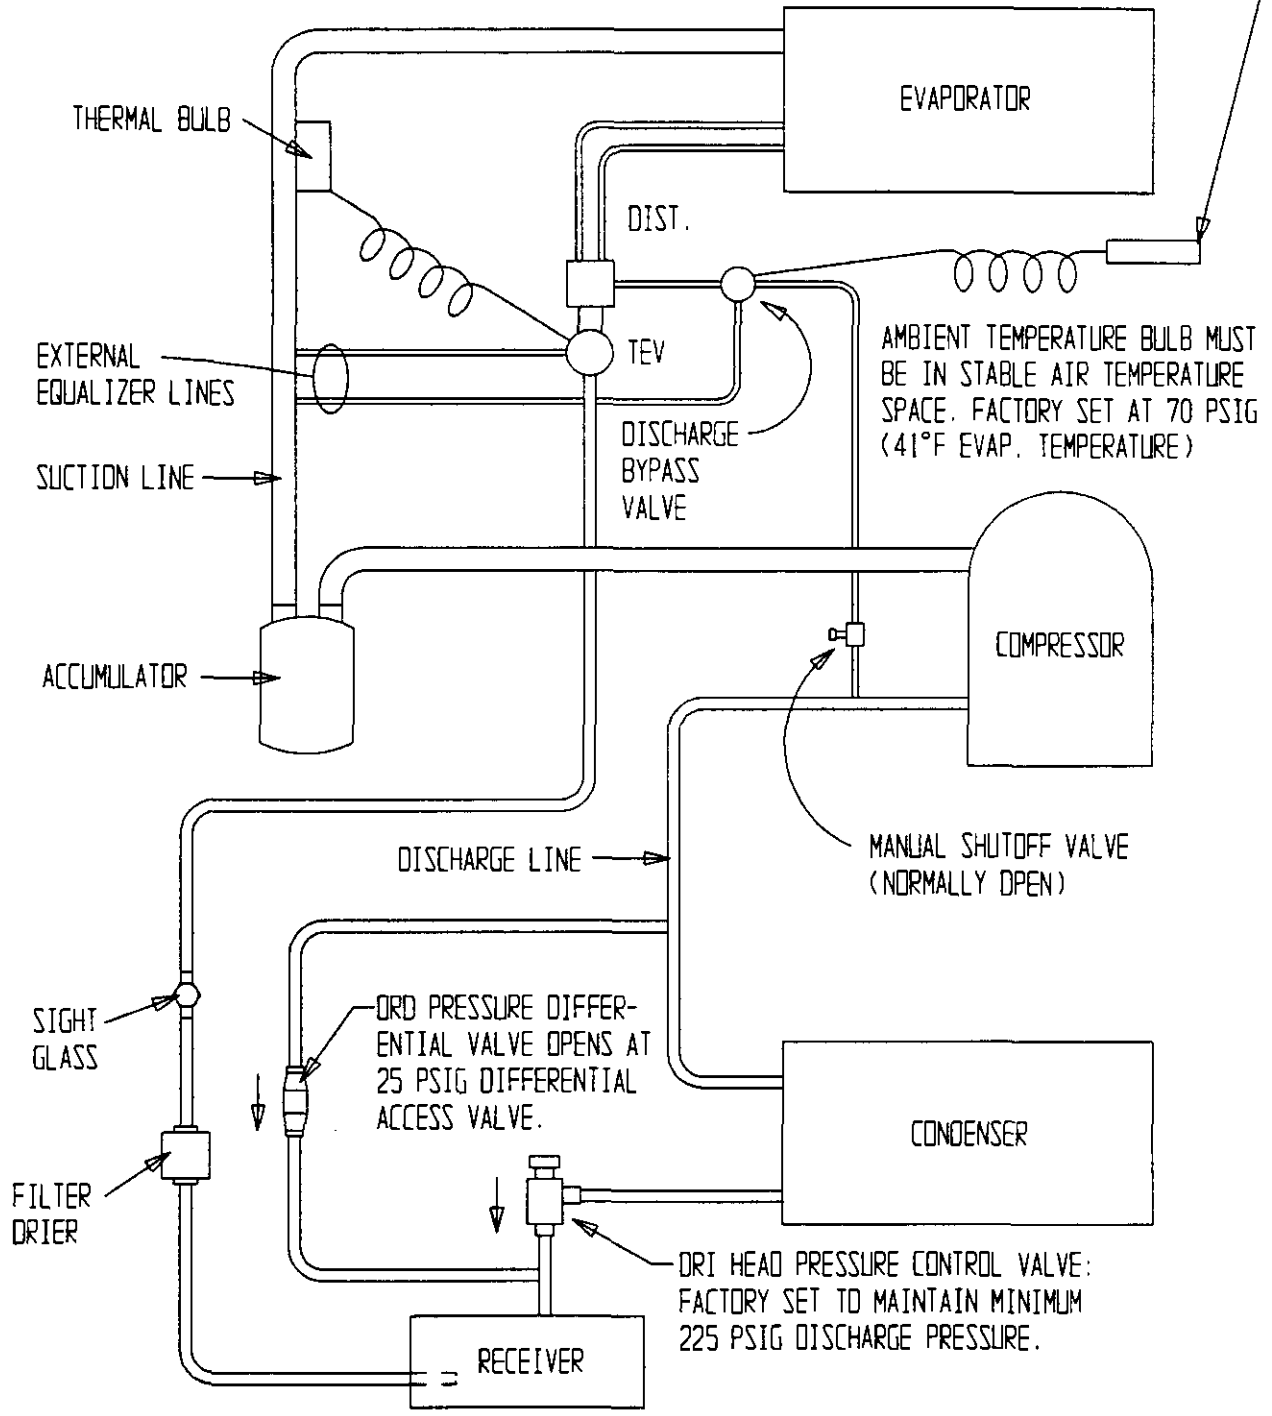 EVAPORATOR
THERMAL BULB
DIST.
EXTERNAL
EQUALIZER LINES
TEV
AMBIENT TEMPERATURE BULB MUST
BE IN STABLE AIR TEMPERATURE
SPACE. FACTORY SET AT 70 PSIG
(41°F EVAP. TEMPERATURE)
DISCHARGE
BYPASS
VALVE
SUCTION LINE
COMPRESSOR
ACCUMULATOR
DISCHARGE LINE
MANUAL SHUTOFF VALVE
(NORMALLY OPEN)
SIGHT
GLASS
ORD PRESSURE DIFFER-
ENTIAL VALVE OPENS AT
25 PSIG DIFFERENTIAL
ACCESS VALVE.
CONDENSER
FILTER
DRIER
ORI HEAD PRESSURE CONTROL VALVE:
FACTORY SET TO MAINTAIN MINIMUM
225 PSIG DISCHARGE PRESSURE.
RECEIVER